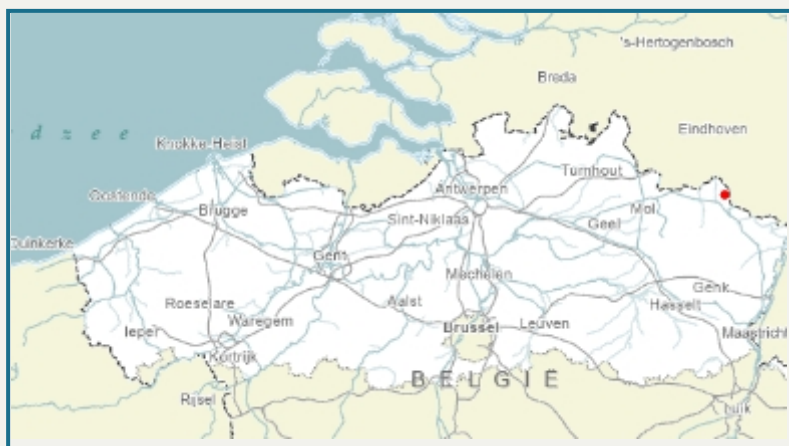 's-Hertogenbosch
Breda
dzee
Eindhoven
Knokke-Heist
Turnhout
Antwerpen
Oostende
Brugge
Mol
Sint-Niklaas
Geel
Duinkerke
Gent
Mechelen
Genk
Roeselare
Aalst
Hasselt
Ieper
Waregem
Brussel
Leuven
Maastricht
Kortrijk
BELGIË
Rijsel
Luik